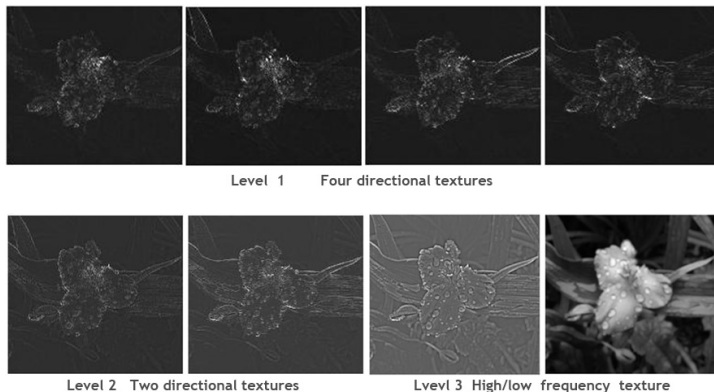 Level 1 Four directional textures
Level 2 Two directional textures
Lvevl 3 High/low frequency texture